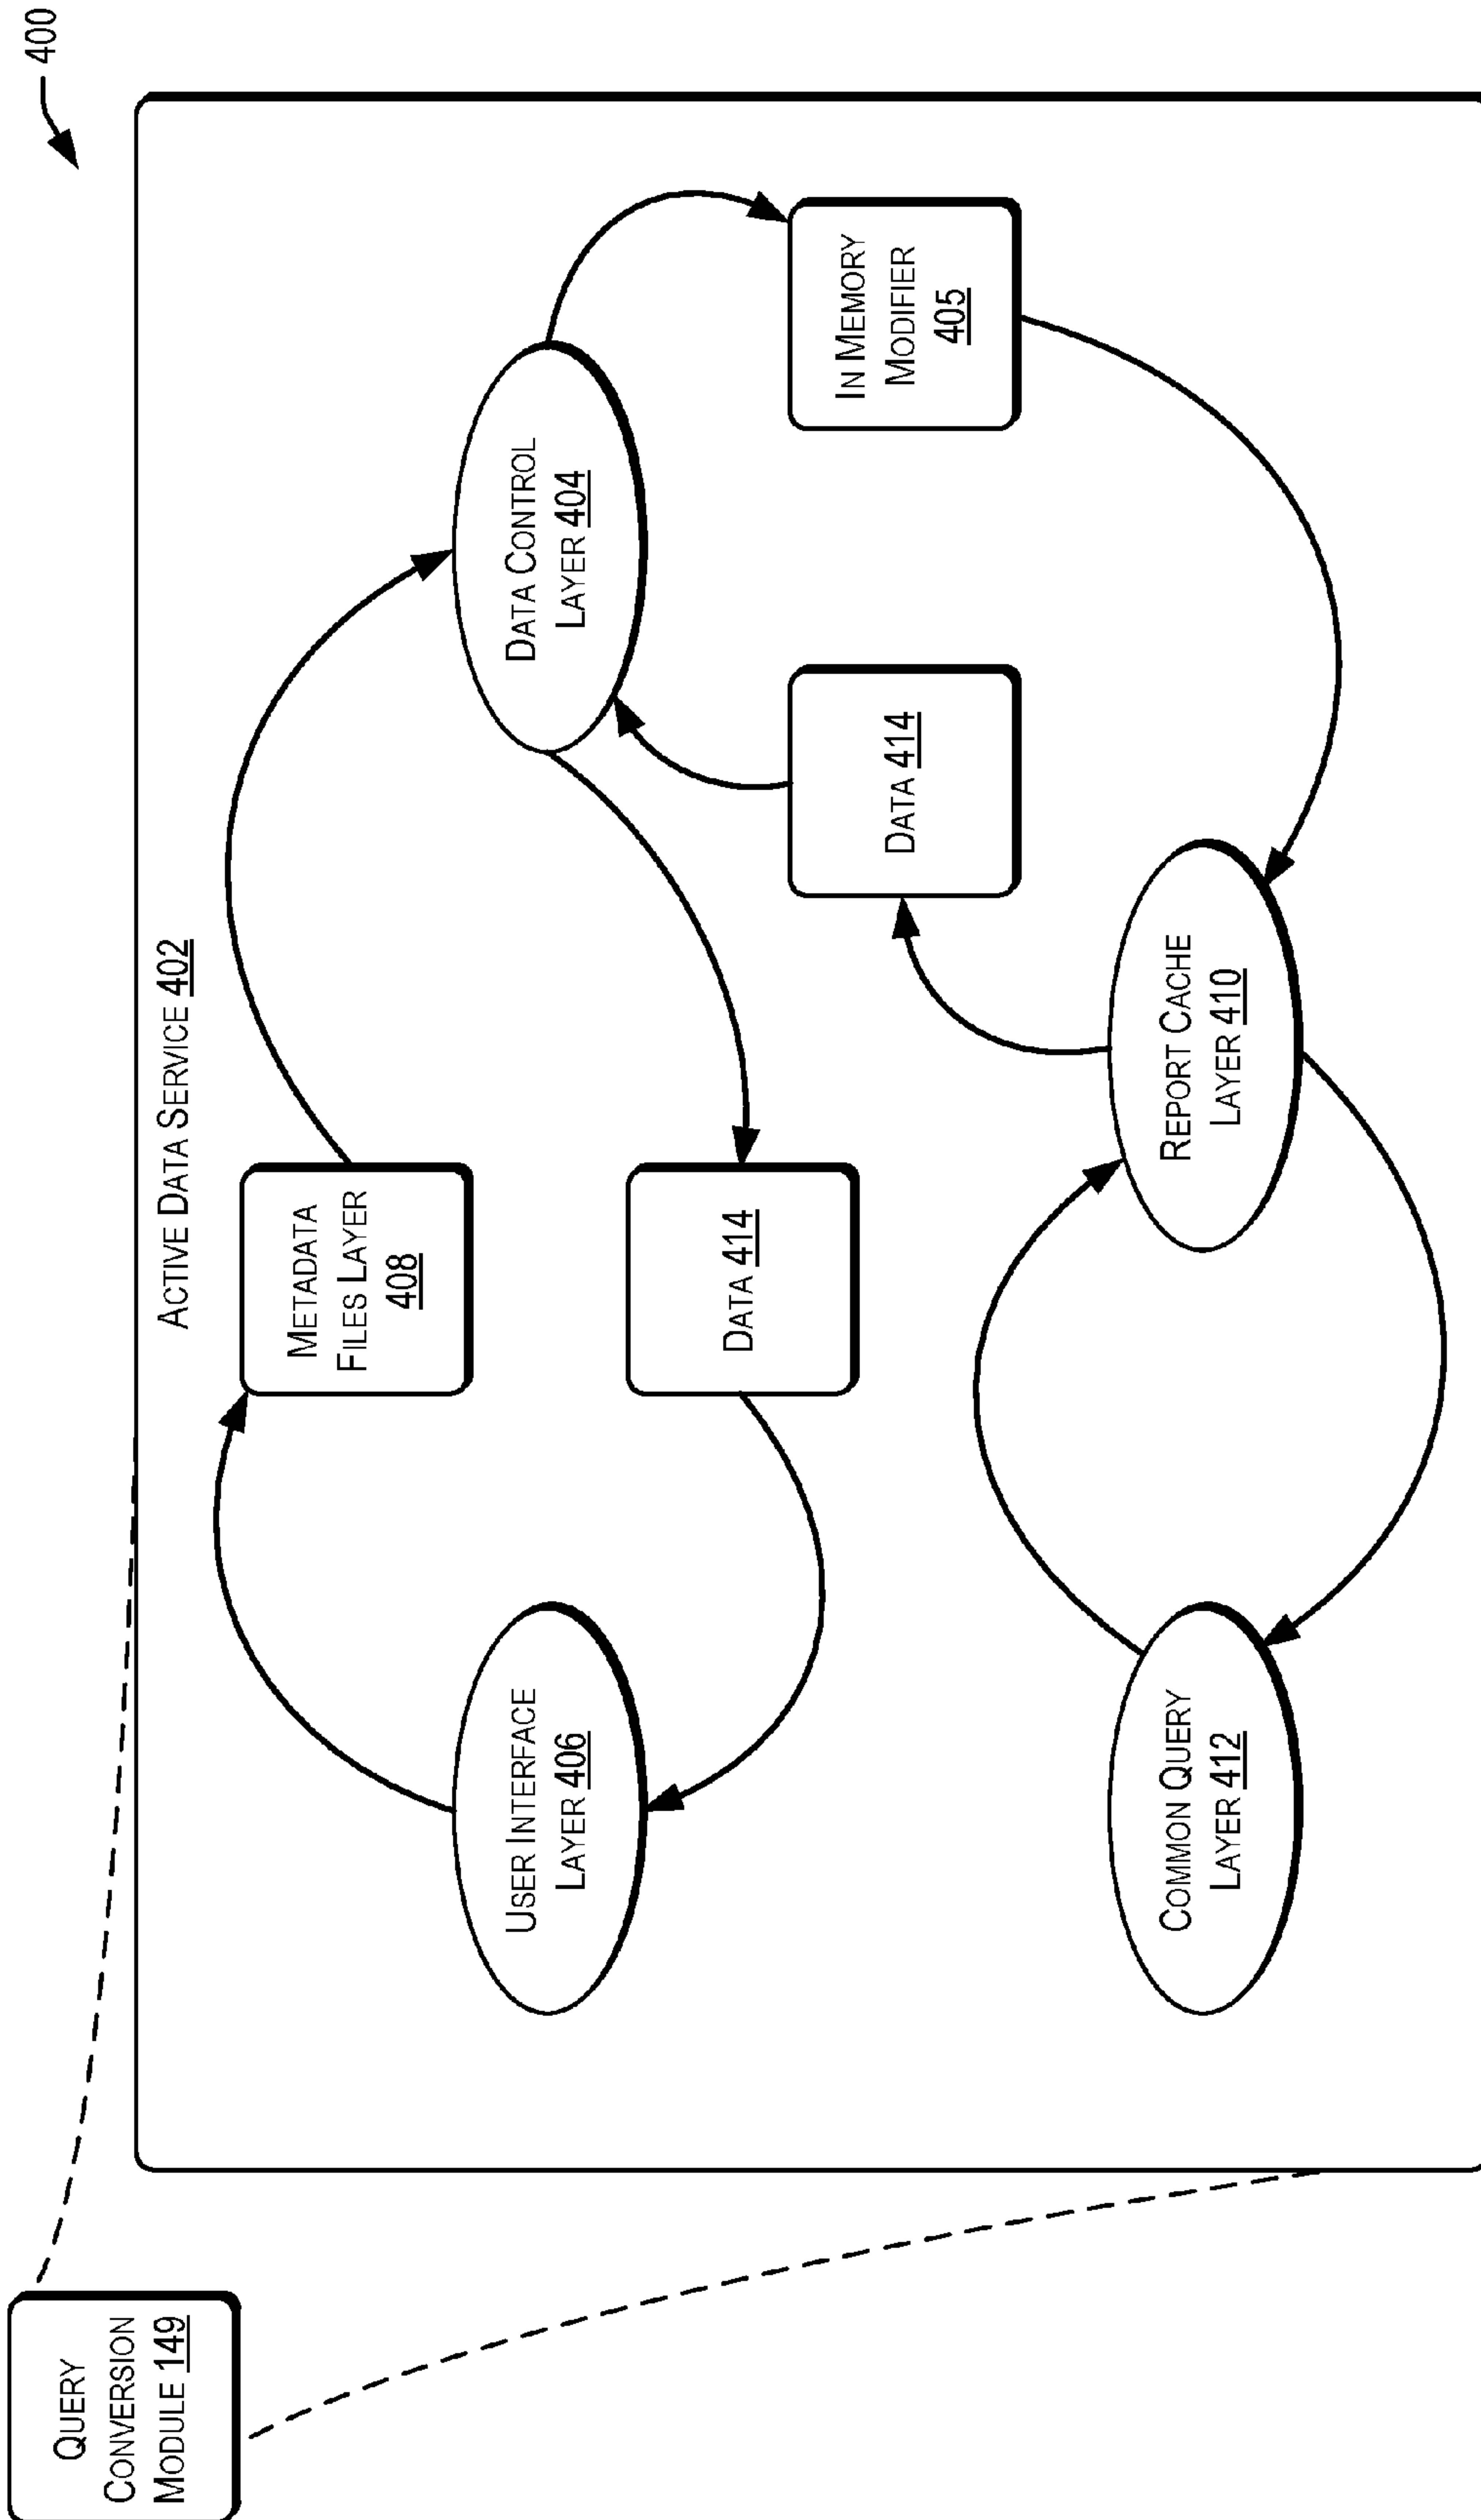 QUERY
CONVERSION
MODULE 149
400
ACTIVE DATA SERVICE 402
METADATA
FILES LAYER
408
USER INTERFACE
LAYER 406
DATA CONTROL
LAYER 404
DATA 414
DATA 414
IN MEMORY
MODIFIER
405
COMMON QUERY
LAYER 412
REPORT CACHE
LAYER 410